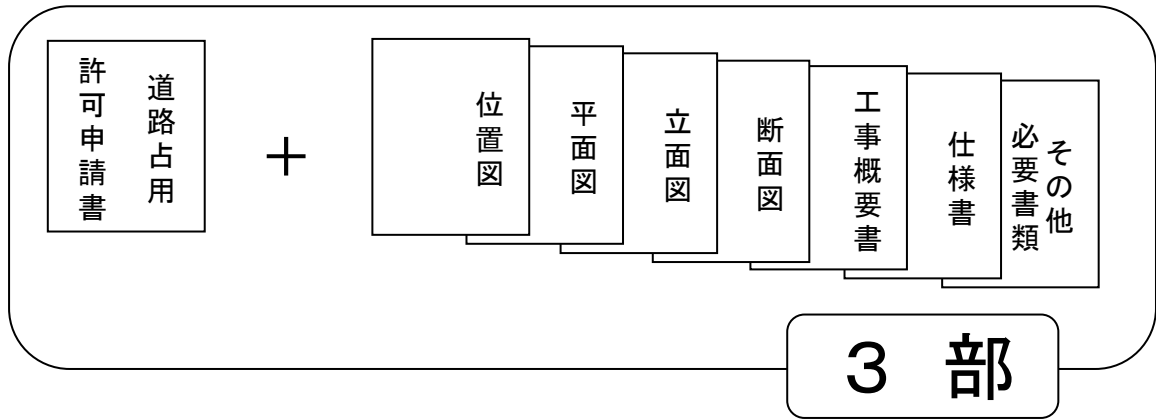 道路占用
許可申請書
＋
位置図
平面図
立面図
断面図
工事概要書
仕様書
その他
必要書類
３　部